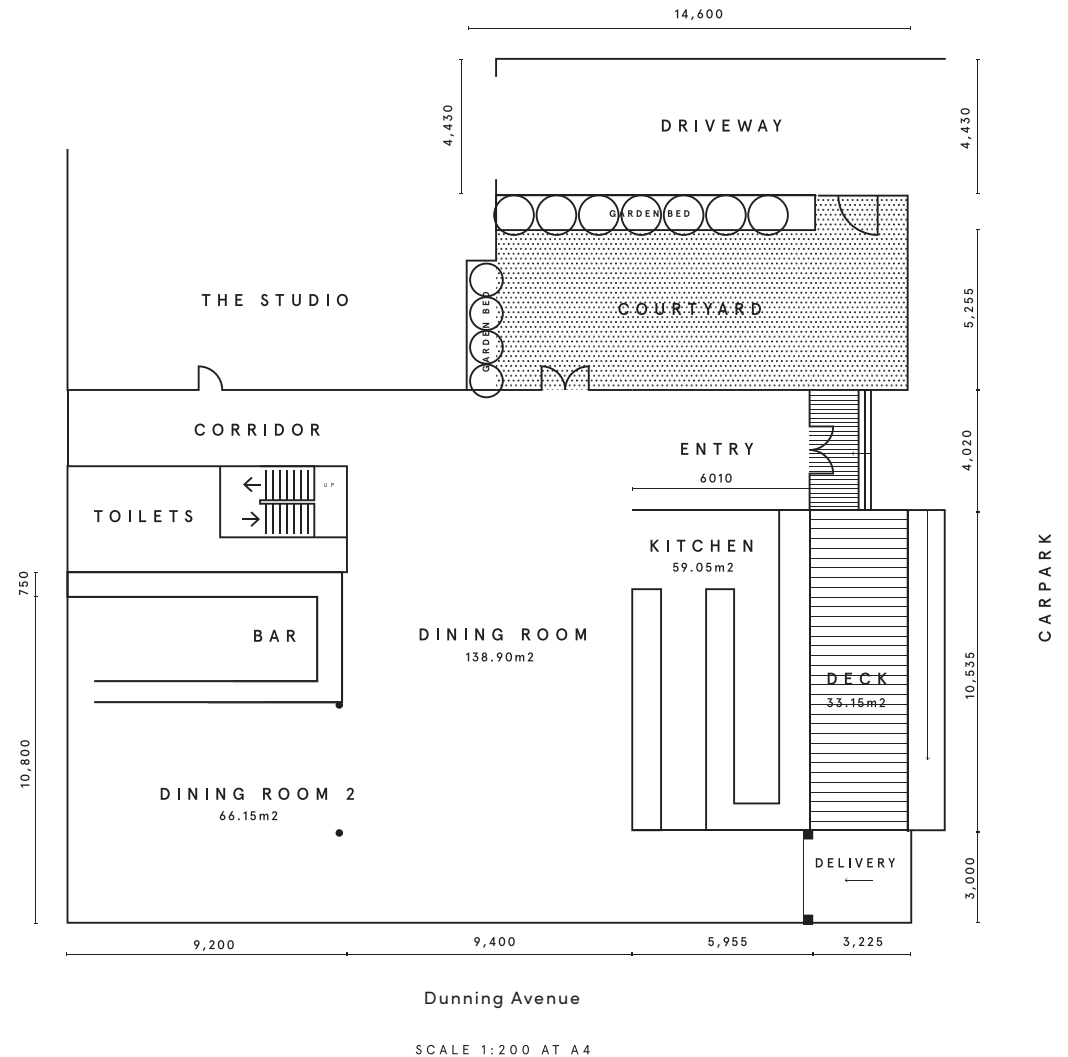 14,600
4,430
DRIVEWAY
4,430
GARDEN BED
THE STUDIO
GARDEN BED
COURTYARD
5,255
CORRIDOR
ENTRY
4,020
6010
UP
TOILETS
KITCHEN
59.05m2
CARPARK
750
BAR
DINING ROOM
138.90m2
DECK
33.15m2
10,535
10,800
DINING ROOM 2
66.15m2
DELIVERY
3,000
9,200
9,400
5,955
3,225
Dunning Avenue
SCALE 1:200 AT A4